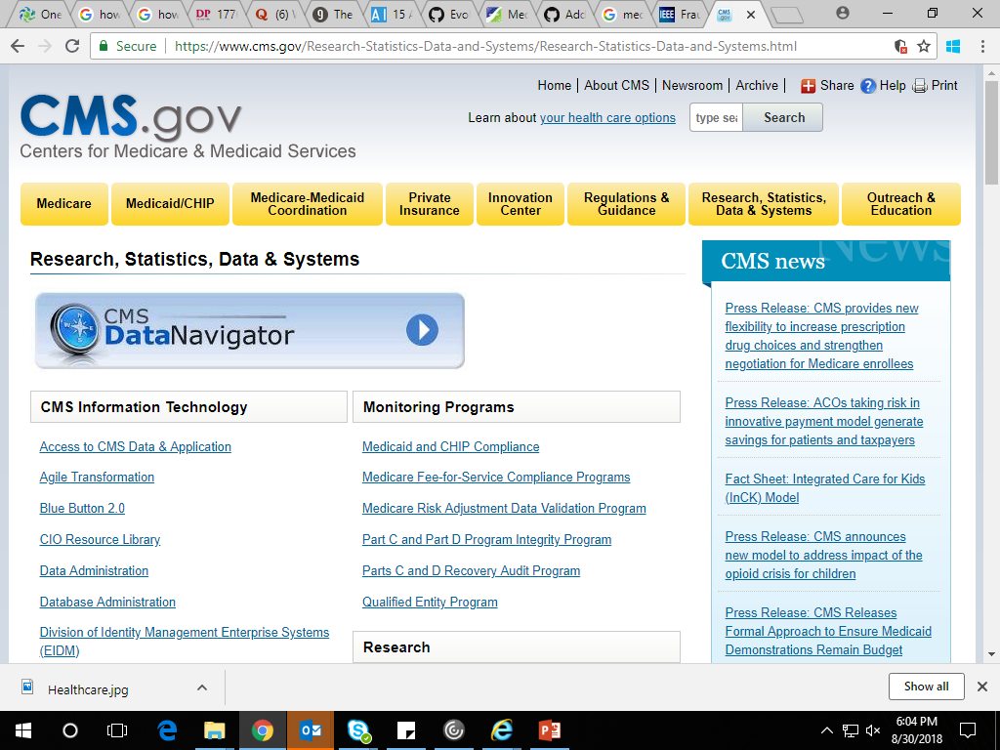 One
how
how
DP 177
Q (6) \
9 The
AI 15 A
Evo
Med
Add
med
IEEE Frau
CMS.gov
Secure https://www.cms.gov/Research-Statistics-Data-and-Systems/Research-Statistics-Data-and-Systems.html
Home About CMS Newsroom Archive Share Help Print
CMS.gov
Learn about your health care options type sea Search
Centers for Medicare & Medicaid Services
Medicare
Medicaid/CHIP
Medicare-Medicaid
Coordination
Private
Insurance
Innovation
Center
Regulations &
Guidance
Research, Statistics,
Data & Systems
Outreach &
Education
Research, Statistics, Data & Systems
CMS
DataNavigator
CMS Information Technology
Access to CMS Data & Application
Agile Transformation
Blue Button 2.0
CIO Resource Library
Data Administration
Database Administration
Division of Identity Management Enterprise Systems
(EIDM)
Monitoring Programs
Medicaid and CHIP Compliance
Medicare Fee-for-Service Compliance Programs
Medicare Risk Adjustment Data Validation Program
Part C and Part D Program Integrity Program
Parts C and D Recovery Audit Program
Qualified Entity Program
Research
News
CMS news
Press Release: CMS provides new
flexibility to increase prescription
drug choices and strengthen
negotiation for Medicare enrollees
Press Release: ACOs taking risk in
innovative payment model generate
savings for patients and taxpayers
Fact Sheet: Integrated Care for Kids
(InCK) Model
Press Release: CMS announces
new model to address impact of the
opioid crisis for children
Press Release: CMS Releases
Formal Approach to Ensure Medicaid
Demonstrations Remain Budget
Healthcare.jpg
Show all
6:04 PM
8/30/2018